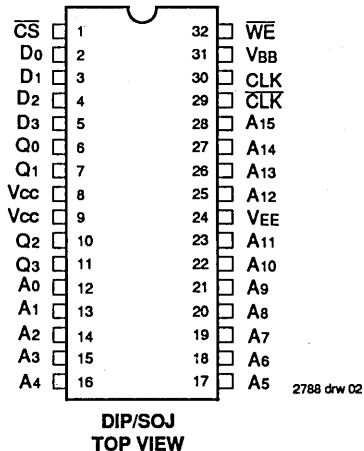 C̅S̅ 1 32 W̅E̅
D0 2 31 VBB
D1 3 30 CLK
D2 4 29 C̅L̅K̅
D3 5 28 A15
Q0 6 27 A14
Q1 7 26 A13
Vcc 8 25 A12
Vcc 9 24 VEE
Q2 10 23 A11
Q3 11 22 A10
A0 12 21 A9
A1 13 20 A8
A2 14 19 A7
A3 15 18 A6
A4 16 17 A5
2788 drw 02
DIP/SOJ
TOP VIEW